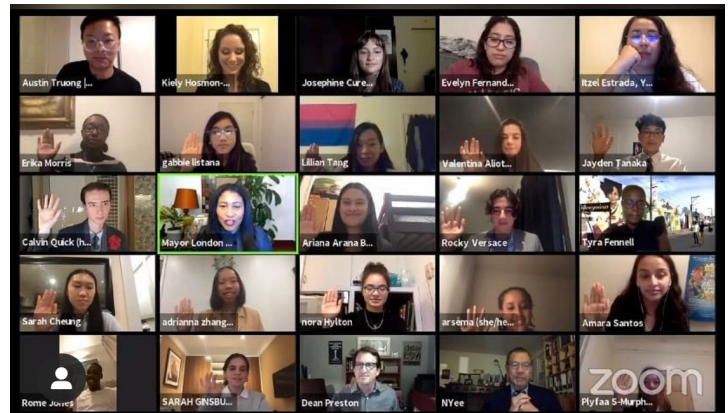 Austin Truong |...
Kiely Hosmon-...
Josephine Cure...
Evelyn Fernand...
Itzel Estrada, Y...
Erika Morris
gabbie listana
Lillian Tang
Valentina Aliot...
Jayden Tanaka
Calvin Quick (h...
Mayor London ...
Ariana Arana B...
Rocky Versace
Tyra Fennell
Sarah Cheung
adrianna zhang...
nora Hylton
arsema (she/he...
Amara Santos
Rome Jones
SARAH GINSBU...
Dean Preston
NYee
Plyfaa S-Murph...
zoom